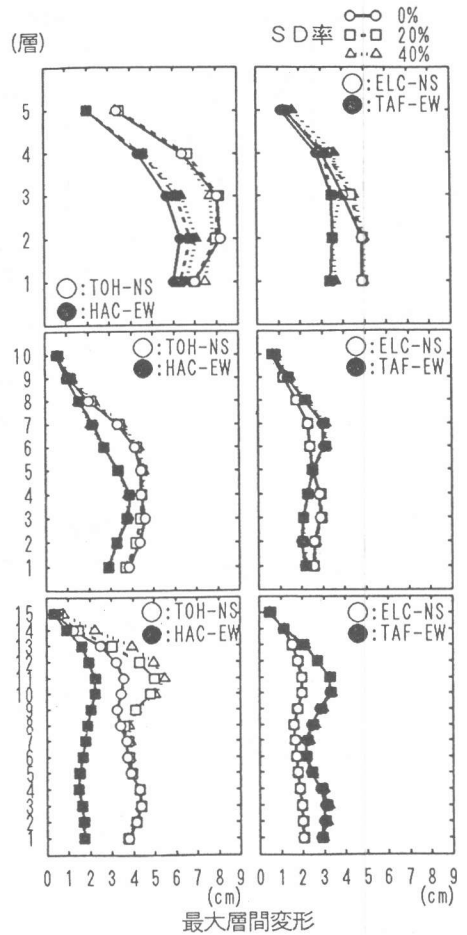 (層)
SD率
0%
20%
40%
5
4
3
2
1
○:TOH-NS
●:HAC-EW
○:ELC-NS
●:TAF-EW
10
9
8
7
6
5
4
3
2
1
○:TOH-NS
●:HAC-EW
○:ELC-NS
●:TAF-EW
15
14
13
12
11
10
9
8
7
6
5
4
3
2
1
○:TOH-NS
●:HAC-EW
○:ELC-NS
●:TAF-EW
0 1 2 3 4 5 6 7 8 9
(cm)
0 1 2 3 4 5 6 7 8 9
(cm)
最大層間変形